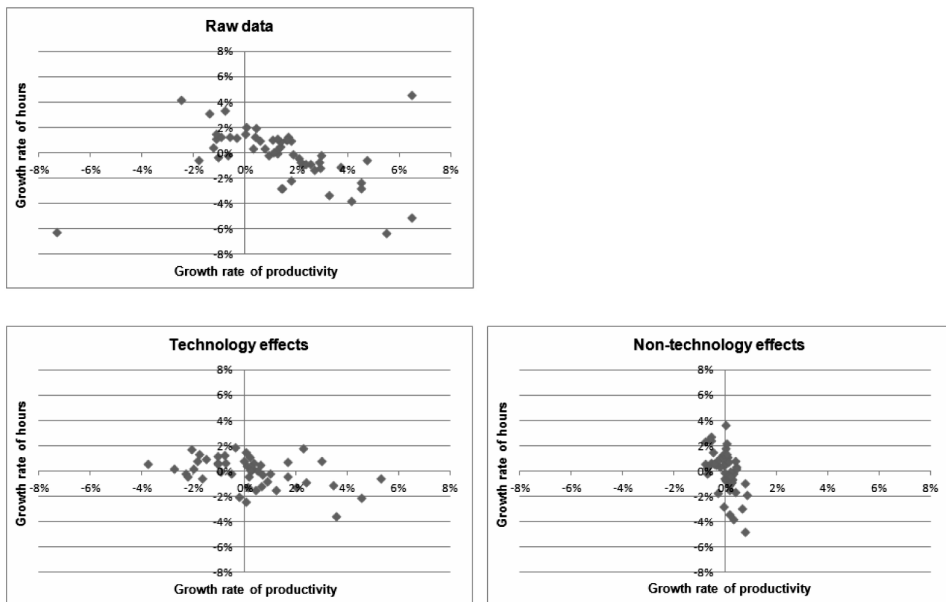 Raw data
8%
6%
4%
2%
0%
-8% -6% -4% -2% 0% 2% 4% 6% 8%
-2%
-4%
-6%
-8%
Growth rate of hours
Growth rate of productivity
Technology effects
8%
6%
4%
2%
0%
-8% -6% -4% -2% 0% 2% 4% 6% 8%
-2%
-4%
-6%
-8%
Growth rate of hours
Growth rate of productivity
Non-technology effects
8%
6%
4%
2%
0%
-8% -6% -4% -2% 0% 2% 4% 6% 8%
-2%
-4%
-6%
-8%
Growth rate of hours
Growth rate of productivity